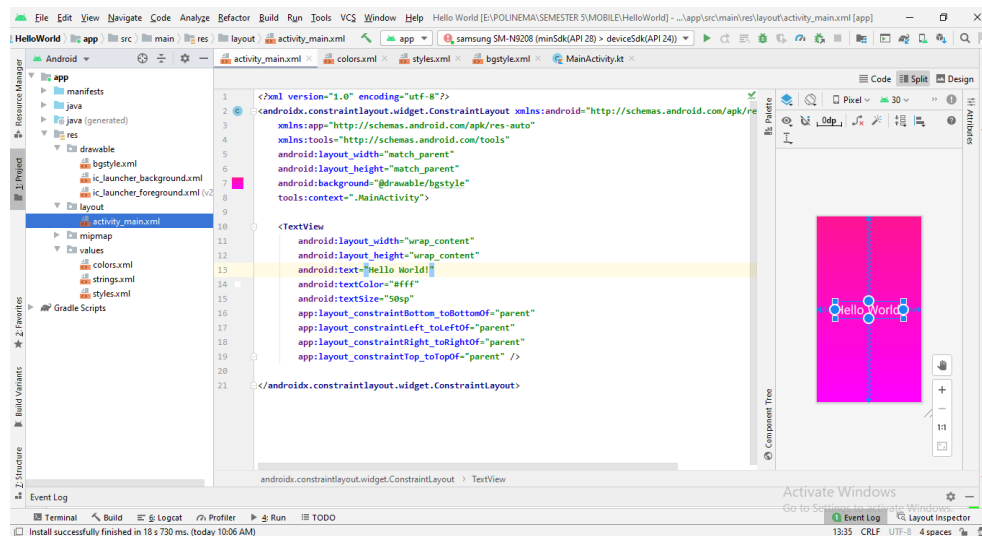 File Edit View Navigate Code Analyze Refactor Build Run Tools VCS Window Help Hello World [E:\POLINEMA\SEMESTER 5\MOBILE\HelloWorld] - ...\app\src\main\res\layout\activity_main.xml [app]
HelloWorld app src main res layout activity_main.xml app samsung SM-N9208 (minSdk(API 28) > deviceSdk(API 24))
Android activity_main.xml colors.xml styles.xml bgstyle.xml MainActivity.kt
Code Split Design
Resource Manager
1: Project
2: Favorites
Build Variants
Z: Structure
app
manifests
java
java (generated)
res
drawable
bgstyle.xml
ic_launcher_background.xml
ic_launcher_foreground.xml (v2
layout
activity_main.xml
mipmap
values
colors.xml
strings.xml
styles.xml
Gradle Scripts
1 <?xml version="1.0" encoding="utf-8"?>
2 <androidx.constraintlayout.widget.ConstraintLayout xmlns:android="http://schemas.android.com/apk/re
3 xmlns:app="http://schemas.android.com/apk/res-auto"
4 xmlns:tools="http://schemas.android.com/tools"
5 android:layout_width="match_parent"
6 android:layout_height="match_parent"
7 android:background="@drawable/bgstyle"
8 tools:context=".MainActivity">
9
10 <TextView
11 android:layout_width="wrap_content"
12 android:layout_height="wrap_content"
13 android:text="Hello World!"
14 android:textColor="#fff"
15 android:textSize="50sp"
16 app:layout_constraintBottom_toBottomOf="parent"
17 app:layout_constraintLeft_toLeftOf="parent"
18 app:layout_constraintRight_toRightOf="parent"
19 app:layout_constraintTop_toTopOf="parent" />
20
21 </androidx.constraintlayout.widget.ConstraintLayout>
androidx.constraintlayout.widget.ConstraintLayout > TextView
Palette
Component Tree
Pixel 30 >>
0dp
Attributes
Hello World
1:1
Activate Windows
Go to Settings to activate Windows.
Event Log
Terminal Build 6: Logcat Profiler 4: Run TODO 1 Event Log Layout Inspector
Install successfully finished in 18 s 730 ms. (today 10:06 AM) 13:35 CRLF UTF-8 4 spaces